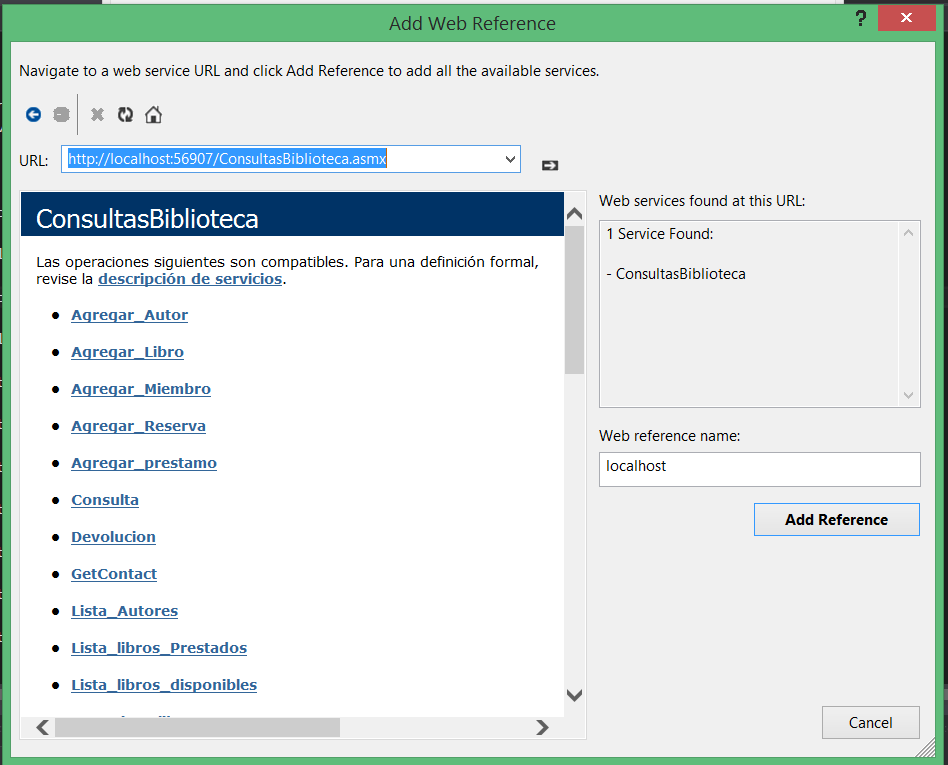 Add Web Reference
?
Navigate to a web service URL and click Add Reference to add all the available services.
URL:
http://localhost:56907/ConsultasBiblioteca.asmx
ConsultasBiblioteca
Las operaciones siguientes son compatibles. Para una definición formal,
revise la descripción de servicios.
Agregar_Autor
Agregar_Libro
Agregar_Miembro
Agregar_Reserva
Agregar_prestamo
Consulta
Devolucion
GetContact
Lista_Autores
Lista_libros_Prestados
Lista_libros_disponibles
Web services found at this URL:
1 Service Found:
- ConsultasBiblioteca
Web reference name:
localhost
Add Reference
Cancel